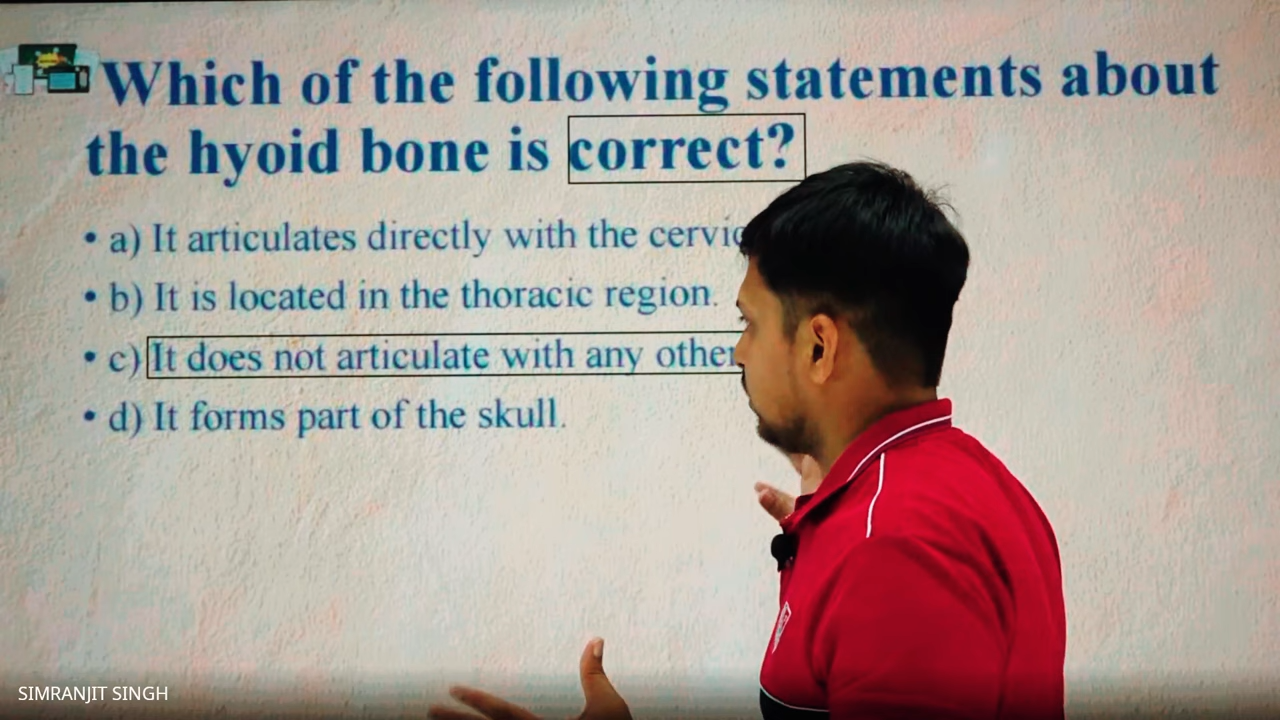 Which of the following statements about
the hyoid bone is correct?
• a) It articulates directly with the
• b) It is located in the thoracic region.
• c) It does not articulate with any other
• d) It forms part of the skull.
SIMRANJIT SINGH